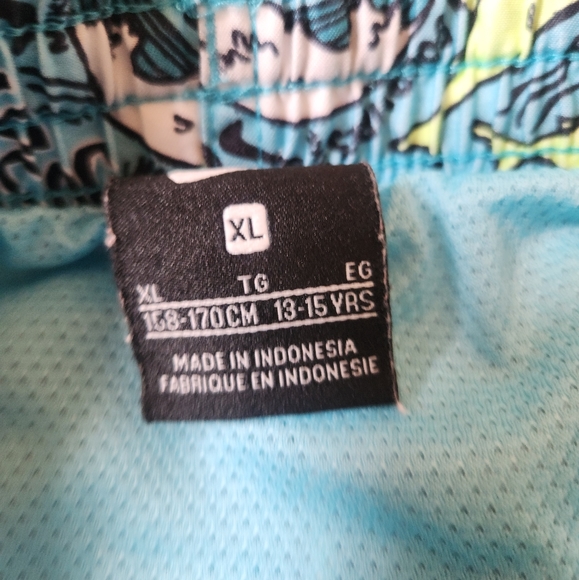 XL
XL TG EG
158-170CM 13-15 YRS
MADE IN INDONESIA
FABRIQUE EN INDONESIE